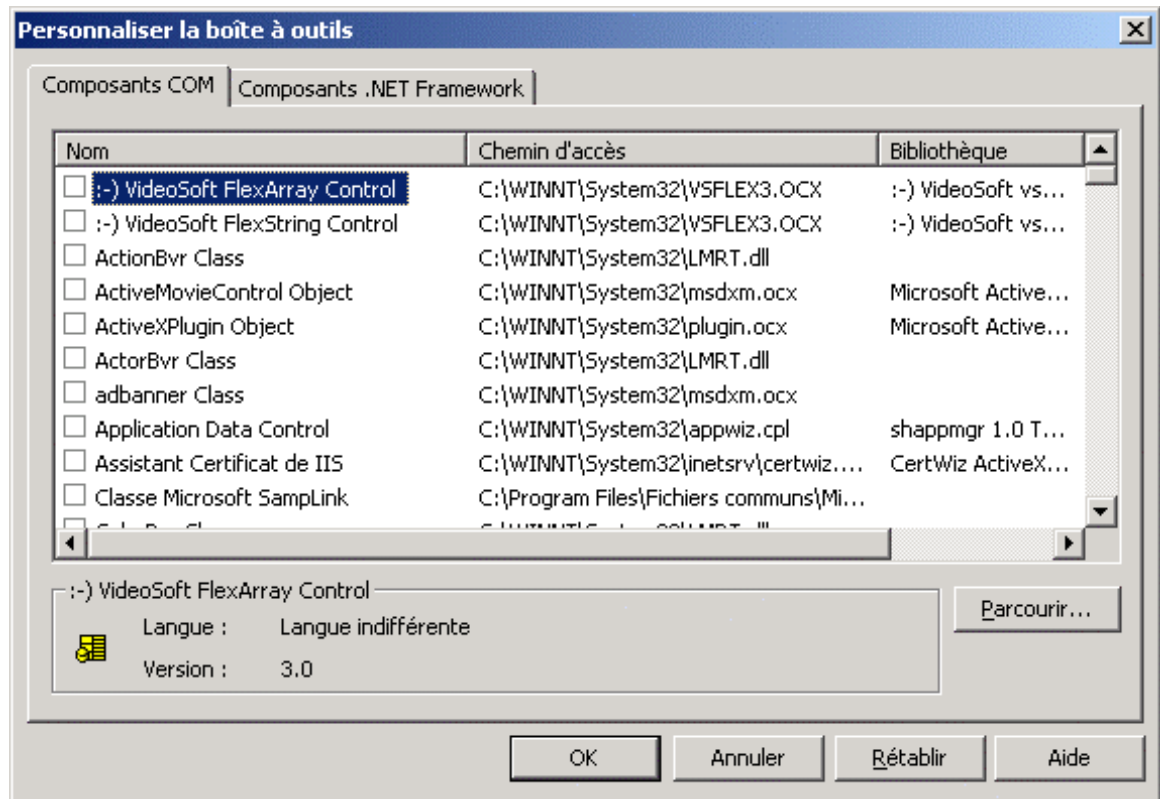 Personnaliser la boîte à outils
Composants COM Composants .NET Framework
Nom Chemin d'accès Bibliothèque
:-) VideoSoft FlexArray Control C:\WINNT\System32\VSFLEX3.OCX :-) VideoSoft vs...
:-) VideoSoft FlexString Control C:\WINNT\System32\VSFLEX3.OCX :-) VideoSoft vs...
ActionBvr Class C:\WINNT\System32\LMRT.dll
ActiveMovieControl Object C:\WINNT\System32\msdxm.ocx Microsoft Active...
ActiveXPlugin Object C:\WINNT\System32\plugin.ocx Microsoft Active...
ActorBvr Class C:\WINNT\System32\LMRT.dll
adbanner Class C:\WINNT\System32\msdxm.ocx
Application Data Control C:\WINNT\System32\appwiz.cpl shappmgr 1.0 T...
Assistant Certificat de IIS C:\WINNT\System32\inetsrv\certwiz.... CertWiz ActiveX...
Classe Microsoft SampLink C:\Program Files\Fichiers communs\Mi...
:-) VideoSoft FlexArray Control
Parcourir...
Langue : Langue indifférente
Version : 3.0
OK Annuler Rétablir Aide